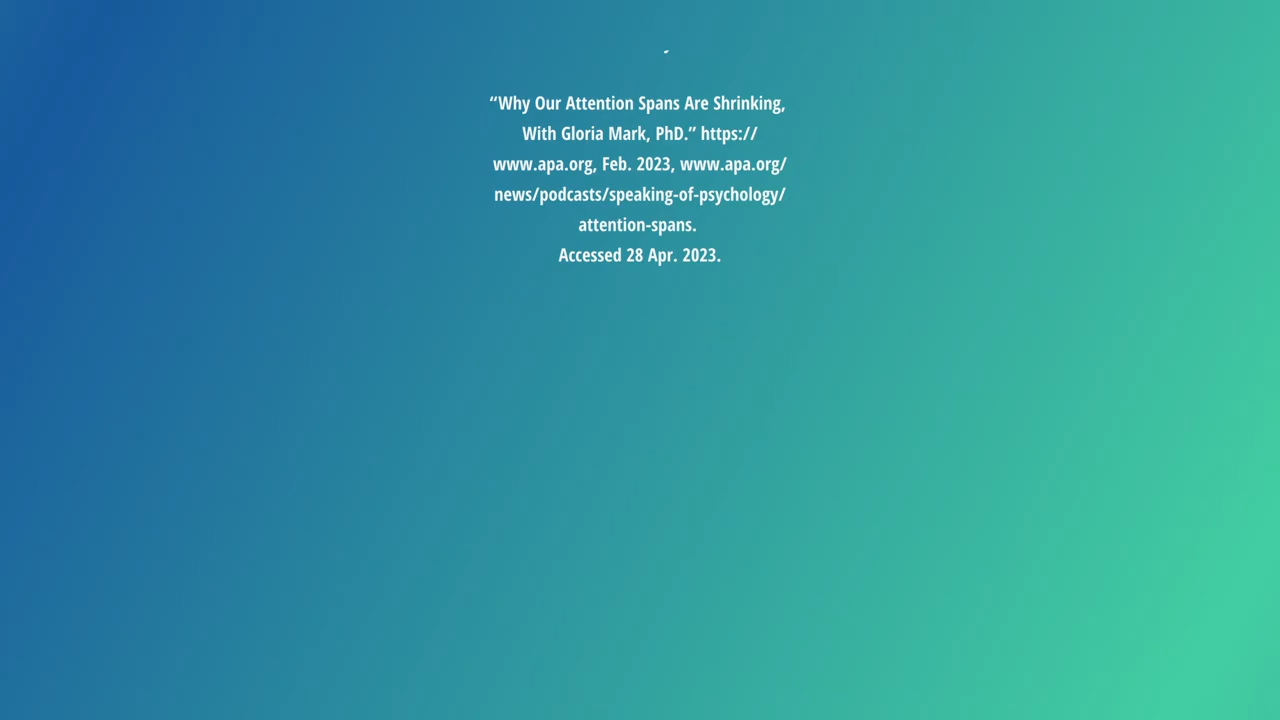 “Why Our Attention Spans Are Shrinking,
With Gloria Mark, PhD.” https://
www.apa.org, Feb. 2023, www.apa.org/
news/podcasts/speaking-of-psychology/
attention-spans.
Accessed 28 Apr. 2023.